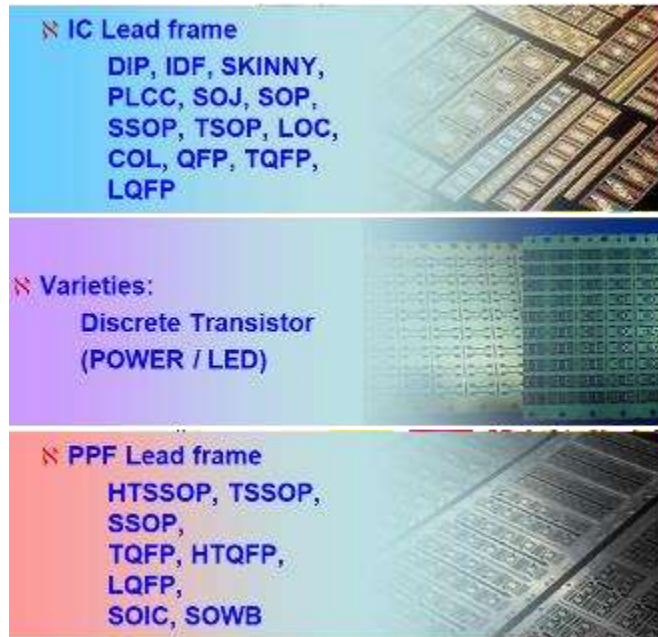 ℵ IC Lead frame
DIP, IDF, SKINNY,
PLCC, SOJ, SOP,
SSOP, TSOP, LOC,
COL, QFP, TQFP,
LQFP
ℵ Varieties:
Discrete Transistor
(POWER / LED)
ℵ PPF Lead frame
HTSSOP, TSSOP,
SSOP,
TQFP, HTQFP,
LQFP,
SOIC, SOWB